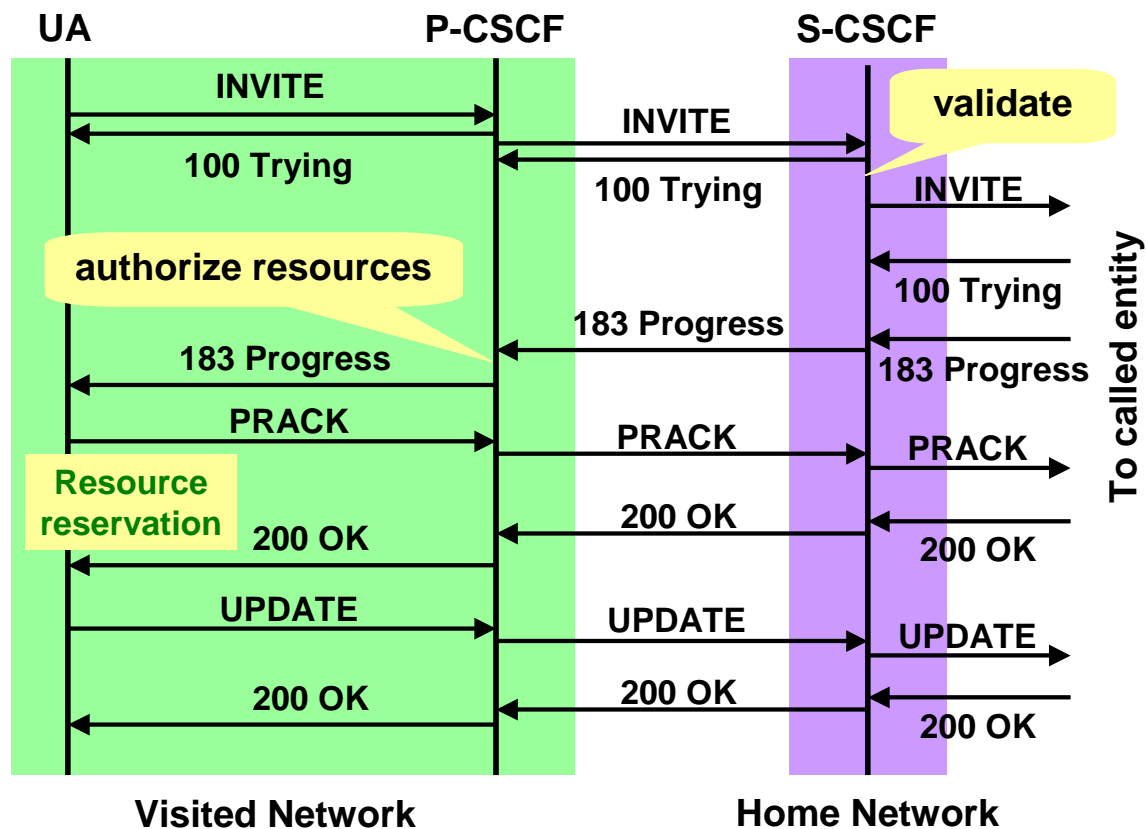 UA
P-CSCF
S-CSCF
INVITE
validate
INVITE
100 Trying
100 Trying
INVITE
authorize resources
100 Trying
183 Progress
183 Progress
183 Progress
PRACK
PRACK
PRACK
Resource
reservation
200 OK
200 OK
200 OK
UPDATE
UPDATE
UPDATE
200 OK
200 OK
200 OK
To called entity
Visited Network
Home Network